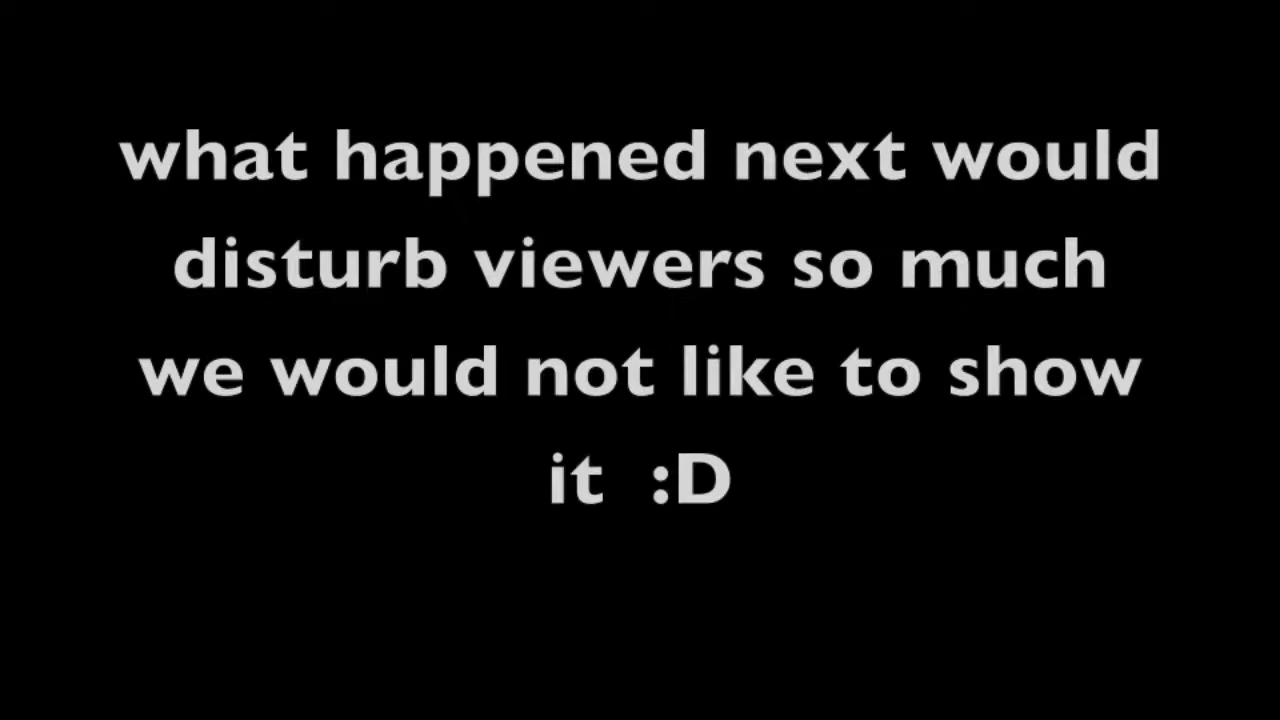 what happened next would
disturb viewers so much
we would not like to show
it  :D